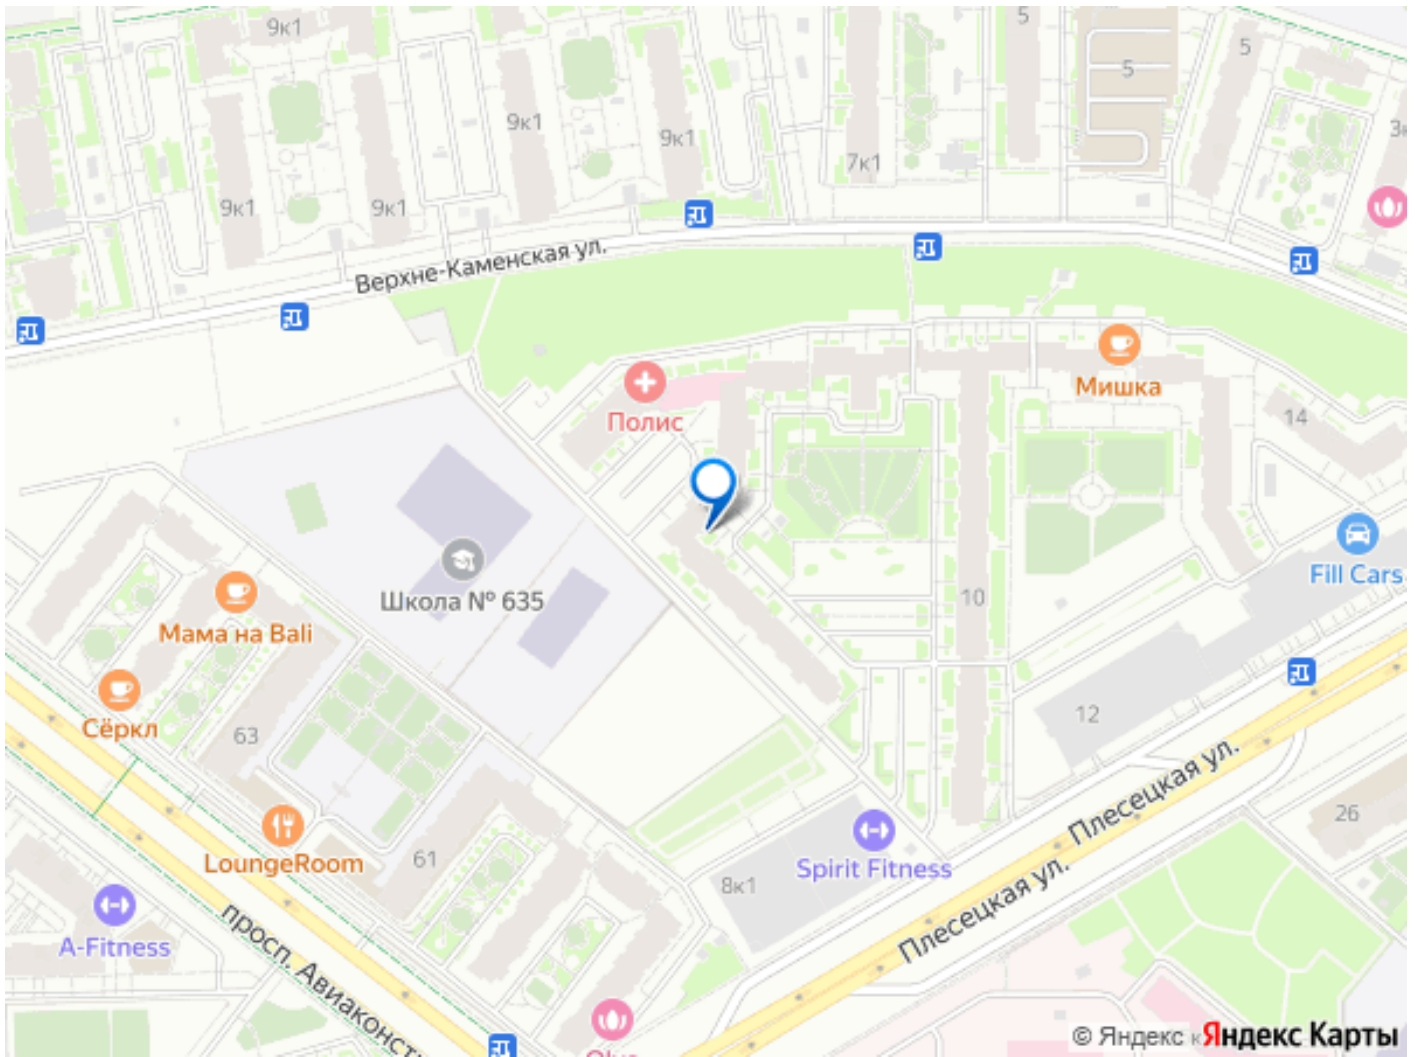 9к1
5
5
5
9к1
9к1
7к1
9к1
9к1
Верхне-Каменская ул.
Мишка
Полис
14
Fill Cars
Школа № 635
10
Мама на Bali
Сёркл
63
12
Плесецкая ул.
26
LoungeRoom
61
Spirit Fitness
8к1
Плесецкая ул.
A-Fitness
просп. Авиаконст
© Яндекс к
Яндекс Карты